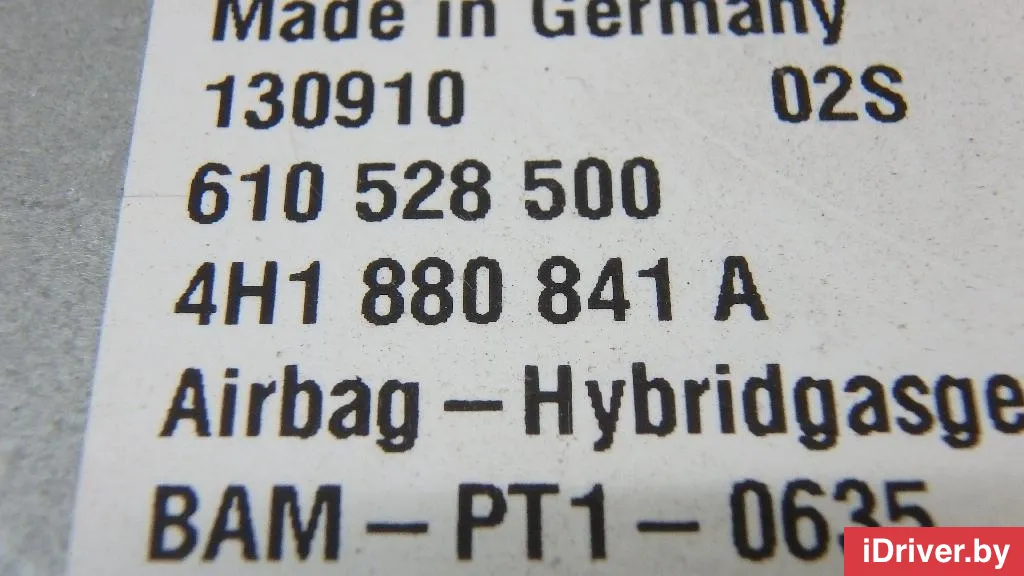 Made in Germany
130910 02S
610 528 500
4H1 880 841 A
Airbag-Hybridgasge
BAM-PT1-0635
iDriver.by